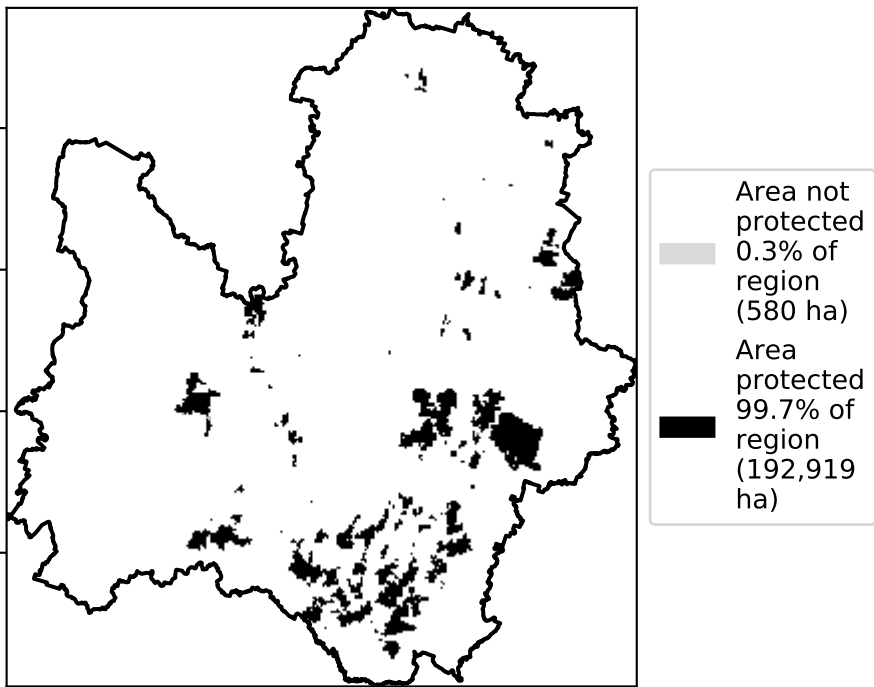 Area not
protected
0.3% of
region
(580 ha)
Area
protected
99.7% of
region
(192,919
ha)